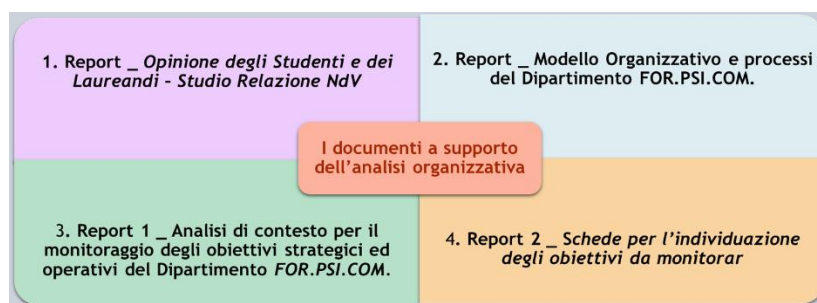 1. Report _ Opinione degli Studenti e dei
Laureandi - Studio Relazione NdV
2. Report _ Modello Organizzativo e processi
del Dipartimento FOR.PSI.COM.
I documenti a supporto
dell'analisi organizzativa
3. Report 1 _ Analisi di contesto per il
monitoraggio degli obiettivi strategici ed
operativi del Dipartimento FOR.PSI.COM.
4. Report 2 _ Schede per l'individuazione
degli obiettivi da monitorar